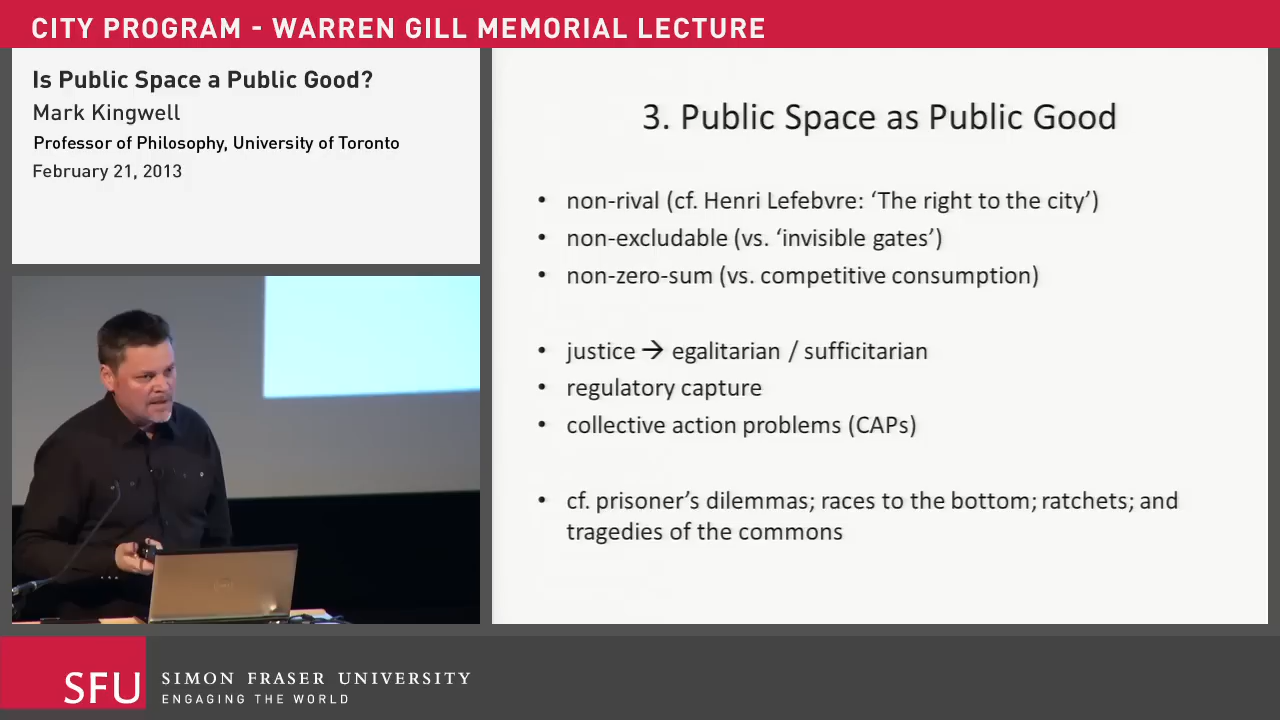 CITY PROGRAM - WARREN GILL MEMORIAL LECTURE
Is Public Space a Public Good?
Mark Kingwell
Professor of Philosophy, University of Toronto
February 21, 2013
3. Public Space as Public Good
• non-rival (cf. Henri Lefebvre: ‘The right to the city’)
• non-excludable (vs. ‘invisible gates’)
• non-zero-sum (vs. competitive consumption)
• justice → egalitarian / sufficitarian
• regulatory capture
• collective action problems (CAPs)
• cf. prisoner’s dilemmas; races to the bottom; ratchets; and
tragedies of the commons
SFU
SIMON FRASER UNIVERSITY
ENGAGING THE WORLD